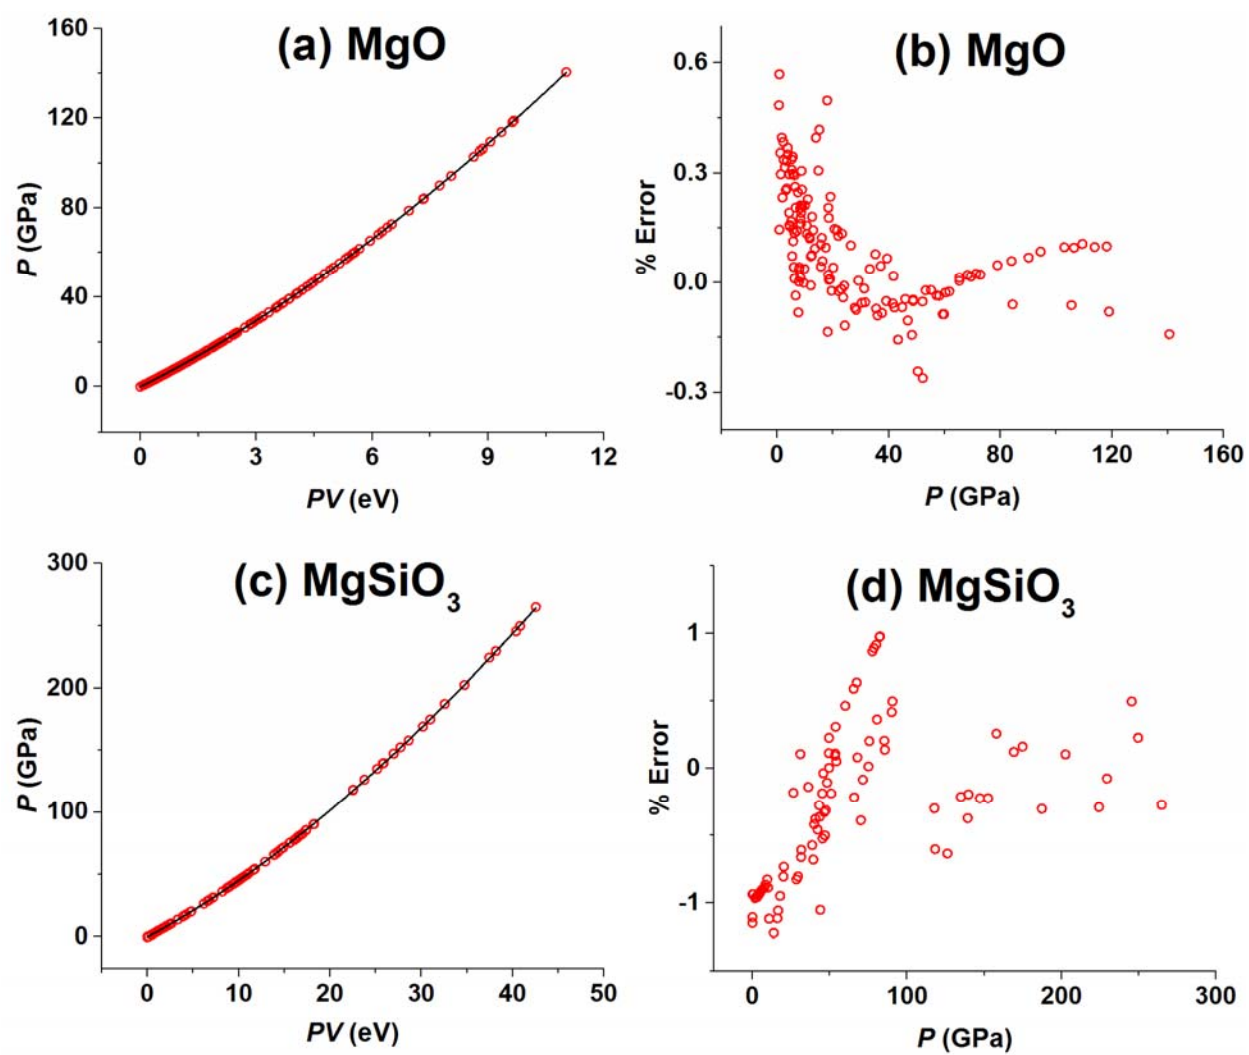 (a) MgO
160
120
80
40
0
P (GPa)
0 3 6 9 12
PV (eV)
(b) MgO
0.6
0.3
0.0
-0.3
% Error
0 40 80 120 160
P (GPa)
(c) MgSiO3
300
200
100
0
P (GPa)
0 10 20 30 40 50
PV (eV)
(d) MgSiO3
1
0
-1
% Error
0 100 200 300
P (GPa)